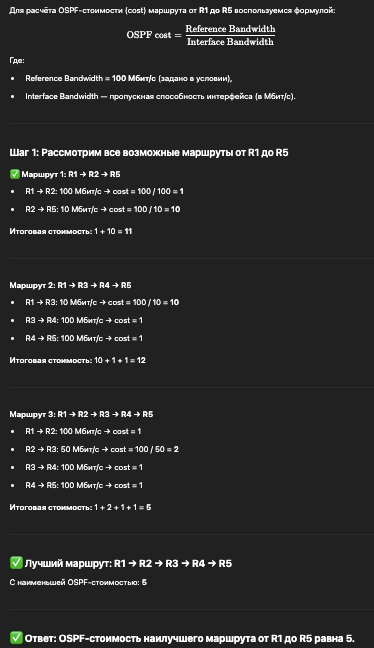 Для расчёта OSPF-стоимости (cost) маршрута от R1 до R5 воспользуемся формулой:
OSPF cost = Reference Bandwidth / Interface Bandwidth
Где:
• Reference Bandwidth = 100 Мбит/с (задано в условии),
• Interface Bandwidth — пропускная способность интерфейса (в Мбит/с).
Шаг 1: Рассмотрим все возможные маршруты от R1 до R5
✅ Маршрут 1: R1 → R2 → R5
• R1 → R2: 100 Мбит/с → cost = 100 / 100 = 1
• R2 → R5: 10 Мбит/с → cost = 100 / 10 = 10
Итоговая стоимость: 1 + 10 = 11
Маршрут 2: R1 → R3 → R4 → R5
• R1 → R3: 10 Мбит/с → cost = 100 / 10 = 10
• R3 → R4: 100 Мбит/с → cost = 1
• R4 → R5: 100 Мбит/с → cost = 1
Итоговая стоимость: 10 + 1 + 1 = 12
Маршрут 3: R1 → R2 → R3 → R4 → R5
• R1 → R2: 100 Мбит/с → cost = 1
• R2 → R3: 50 Мбит/с → cost = 100 / 50 = 2
• R3 → R4: 100 Мбит/с → cost = 1
• R4 → R5: 100 Мбит/с → cost = 1
Итоговая стоимость: 1 + 2 + 1 + 1 = 5
✅ Лучший маршрут: R1 → R2 → R3 → R4 → R5
С наименьшей OSPF-стоимостью: 5
✅ Ответ: OSPF-стоимость наилучшего маршрута от R1 до R5 равна 5.